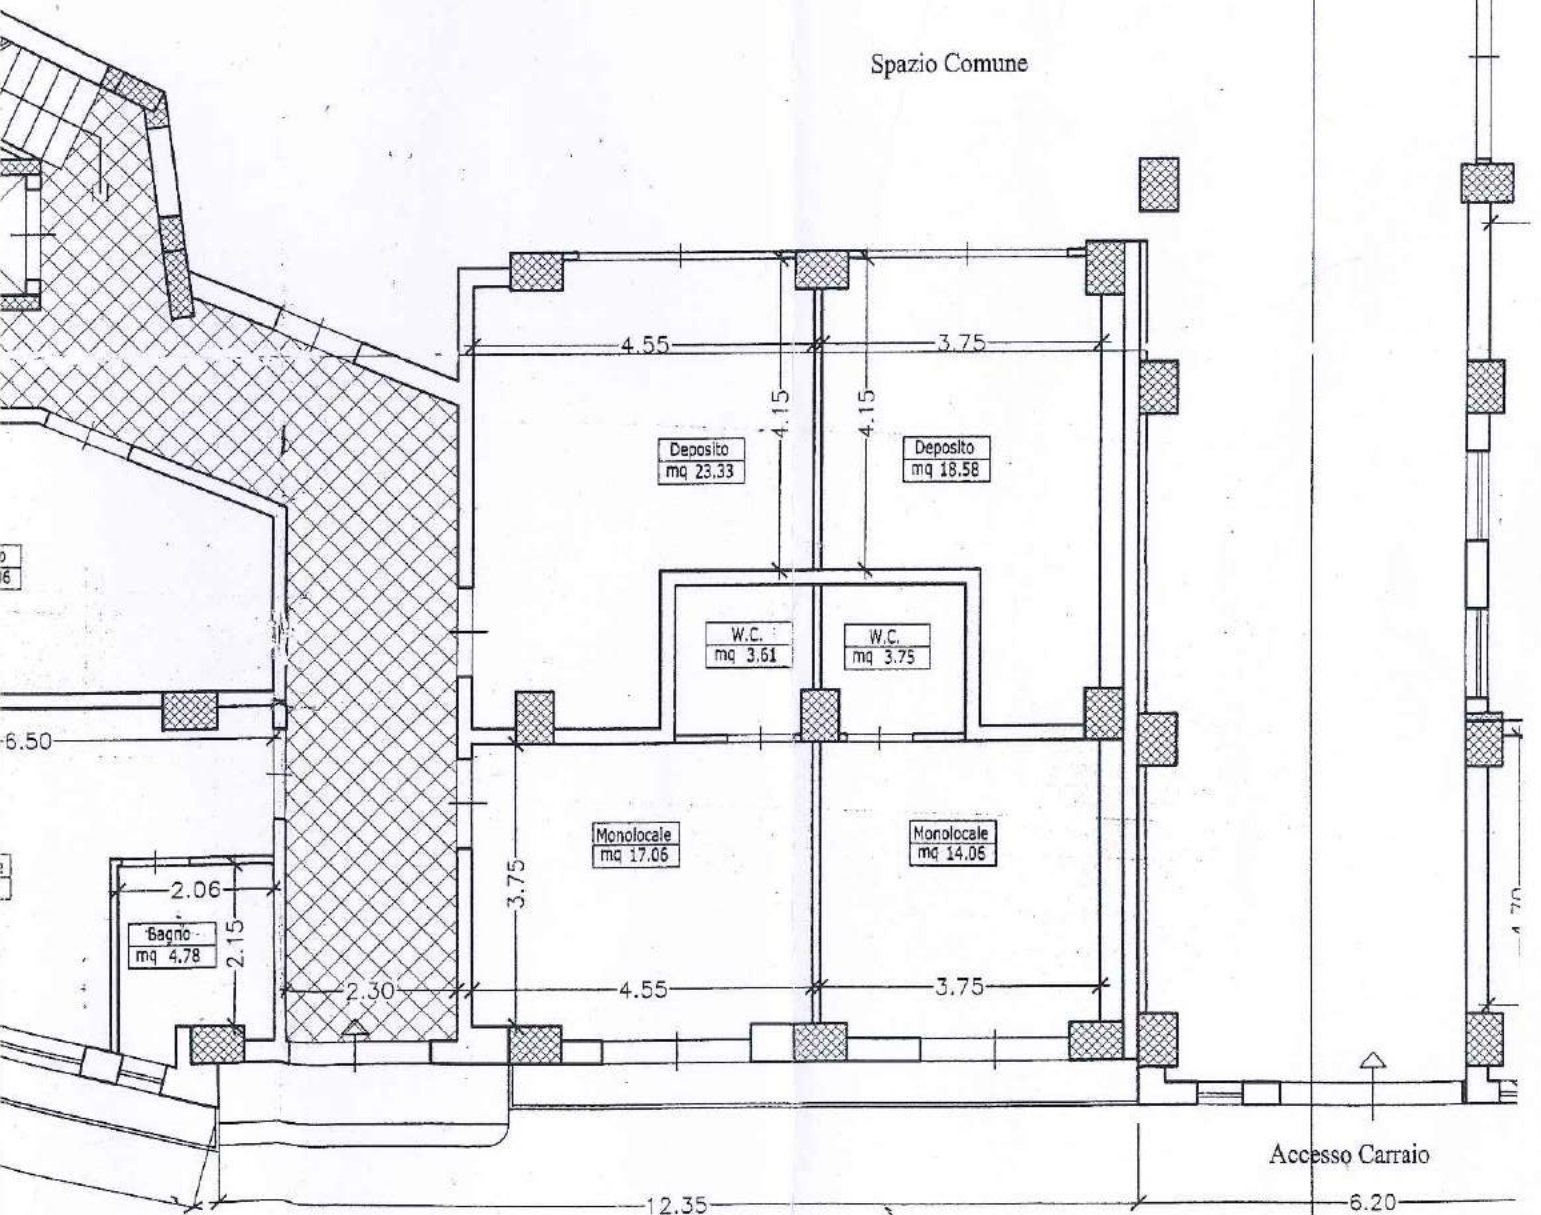 Spazio Comune
4.55
3.75
4.15
4.15
Deposito
mq 23.33
Deposito
mq 18.58
W.C.
mq 3.61
W.C.
mq 3.75
6.50
Monolocale
mq 17.06
Monolocale
mq 14.06
3.75
2.06
2.15
Bagno
mq 4.78
2.30
4.55
3.75
Accesso Carraio
12.35
6.20